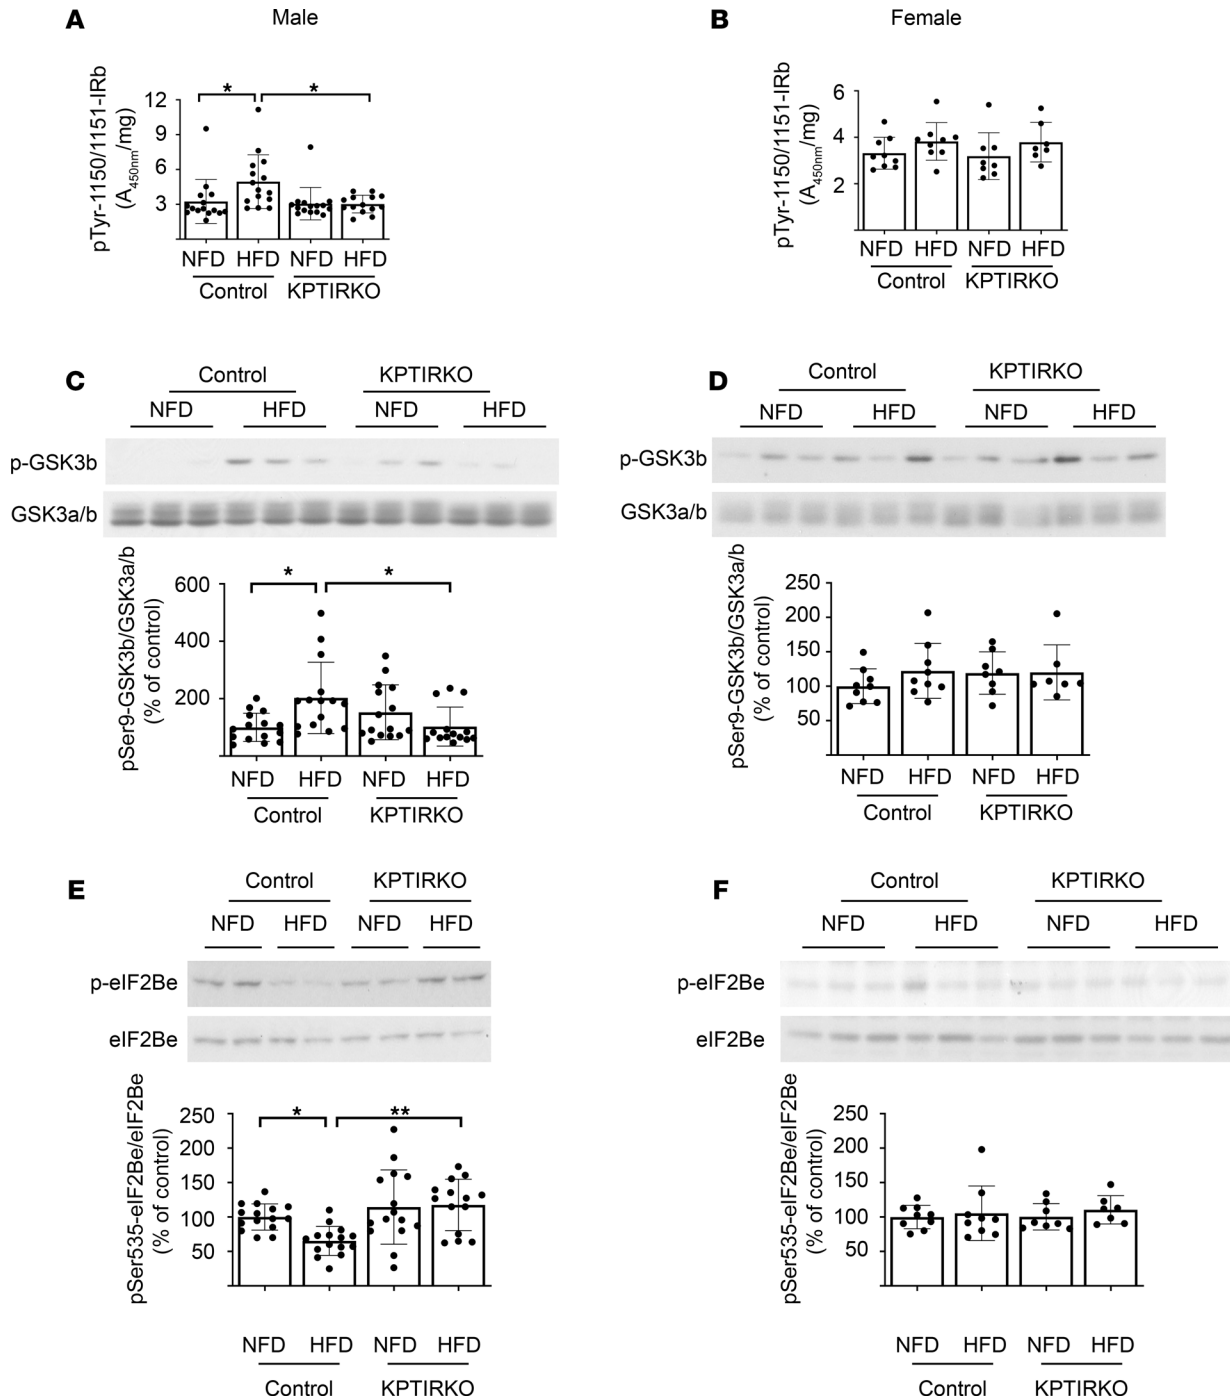 A Male
pTyr-1150/1151-IRb
(A450nm/mg)
12
9
6
3
* *
NFD HFD NFD HFD
Control KPTIRKO
B Female
pTyr-1150/1151-IRb
(A450nm/mg)
6
4
2
NFD HFD NFD HFD
Control KPTIRKO
C
Control KPTIRKO
NFD HFD NFD HFD
p-GSK3b
GSK3a/b
pSer9-GSK3b/GSK3a/b
(% of control)
600
400
200
* *
NFD HFD NFD HFD
Control KPTIRKO
D
Control KPTIRKO
NFD HFD NFD HFD
p-GSK3b
GSK3a/b
pSer9-GSK3b/GSK3a/b
(% of control)
250
200
150
100
50
NFD HFD NFD HFD
Control KPTIRKO
E
Control KPTIRKO
NFD HFD NFD HFD
p-eIF2Be
eIF2Be
pSer535-eIF2Be/eIF2Be
(% of control)
250
200
150
100
50
* **
NFD HFD NFD HFD
Control KPTIRKO
F
Control KPTIRKO
NFD HFD NFD HFD
p-eIF2Be
eIF2Be
pSer535-eIF2Be/eIF2Be
(% of control)
250
200
150
100
50
NFD HFD NFD HFD
Control KPTIRKO